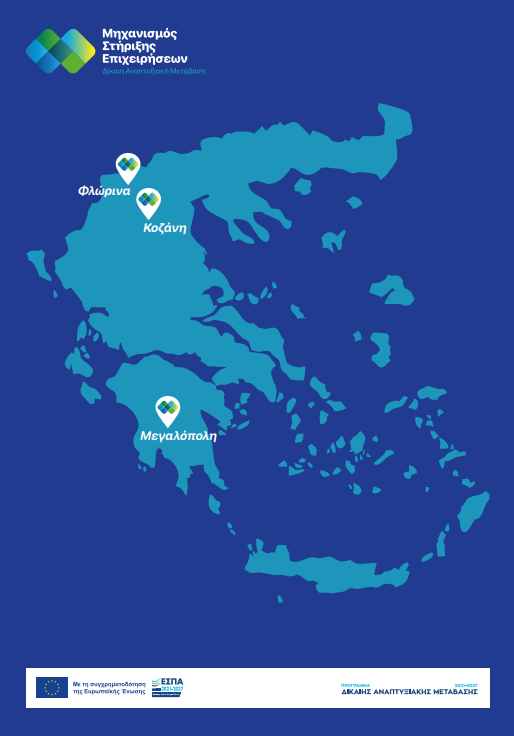 Μηχανισμός
Στήριξης
Επιχειρήσεων
Δίκαιη Αναπτυξιακή Μετάβαση
Φλώρινα
Κοζάνη
Μεγαλόπολη
Με τη συγχρηματοδότηση
της Ευρωπαϊκής Ένωσης
ΕΣΠΑ
2021-2027
ΠΡΟΓΡΑΜΜΑ 2021-2027
ΔΙΚΑΙΗΣ ΑΝΑΠΤΥΞΙΑΚΗΣ ΜΕΤΑΒΑΣΗΣ